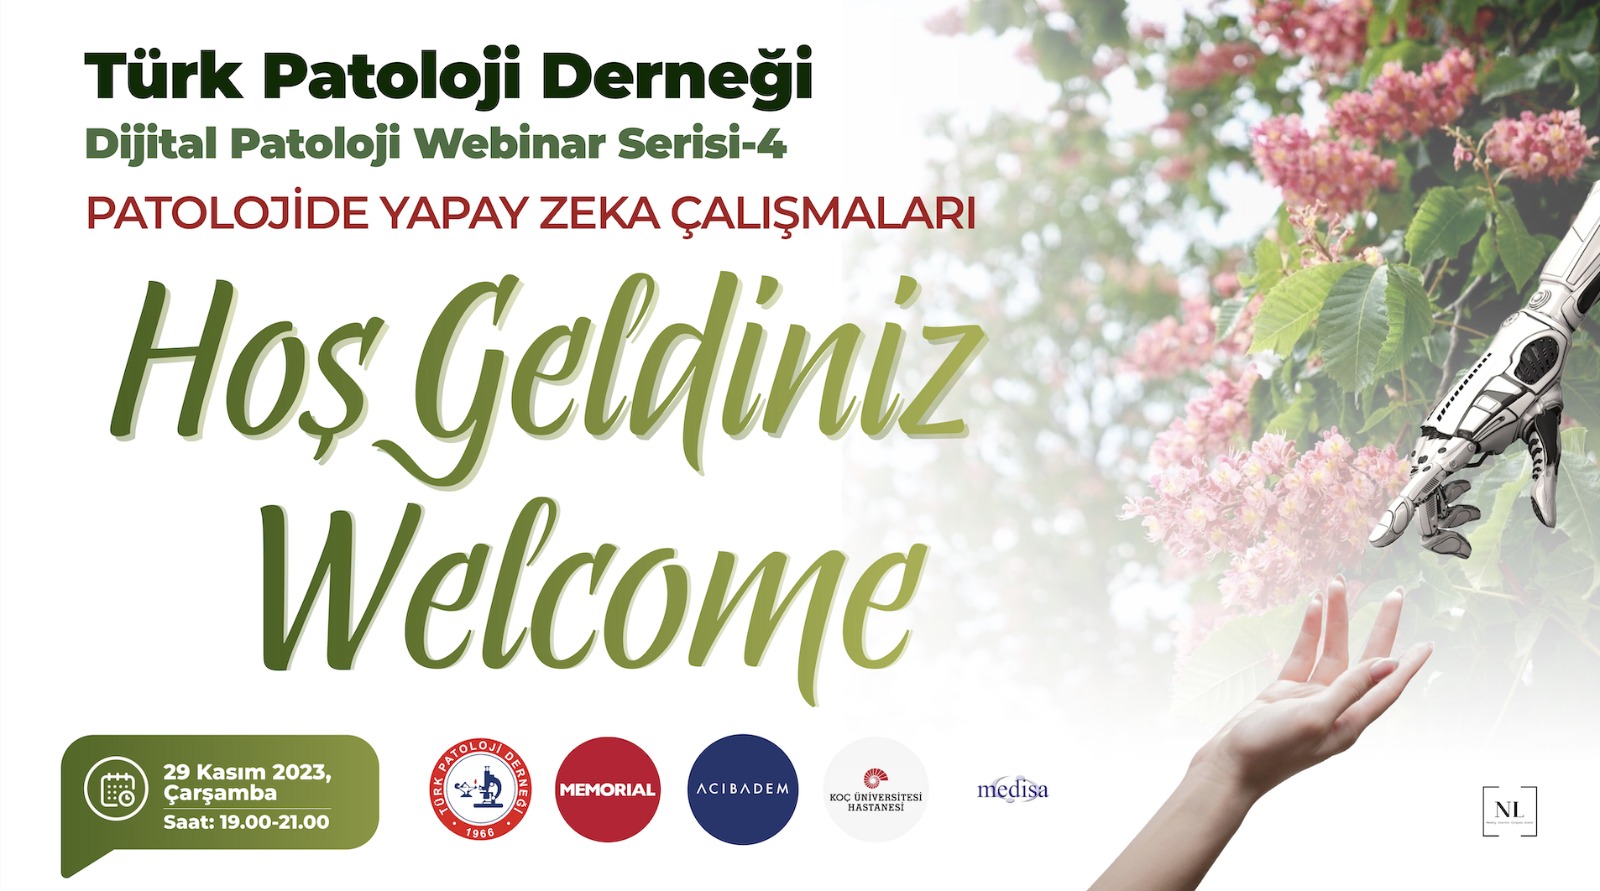 Türk Patoloji Derneği
Dijital Patoloji Webinar Serisi-4
PATOLOJİDE YAPAY ZEKA ÇALIŞMALARI
Hoş Geldiniz
Welcome
29 Kasım 2023,
Çarşamba
Saat: 19.00-21.00
TÜRK PATOLOJİ DERNEĞİ
1966
MEMORIAL
ACIBADEM
KOÇ ÜNİVERSİTESİ
HASTANESİ
medisa
NL